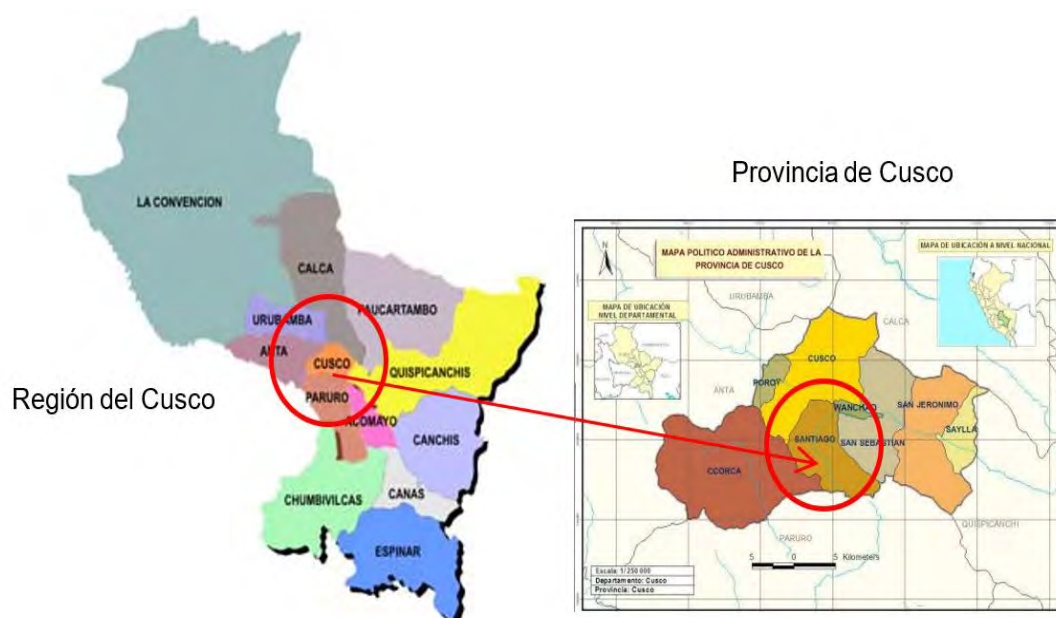 Región del Cusco
LA CONVENCION
CALCA
URUBAMBA
PAUCARTAMBO
ANTA
CUSCO
QUISPICANCHIS
PARURO
ACOMAYO
CANCHIS
CHUMBIVILCAS
CANAS
ESPINAR
Provincia de Cusco
MAPA POLITICO ADMINISTRATIVO DE LA
PROVINCIA DE CUSCO
MAPA DE UBICACIÓN A NIVEL NACIONAL
MAPA DE UBICACIÓN
NIVEL DEPARTAMENTAL
N
URUBAMBA
CALCA
CUSCO
ANTA
POROY
WANCHAQ
SAN JERONIMO
SAYLLA
SANTIAGO
SAN SEBASTIAN
CCORCA
QUISPICANCHI
PARURO
5 0 5 Kilometers
Escala: 1/250 000
Departamento: Cusco
Provincia: Cusco